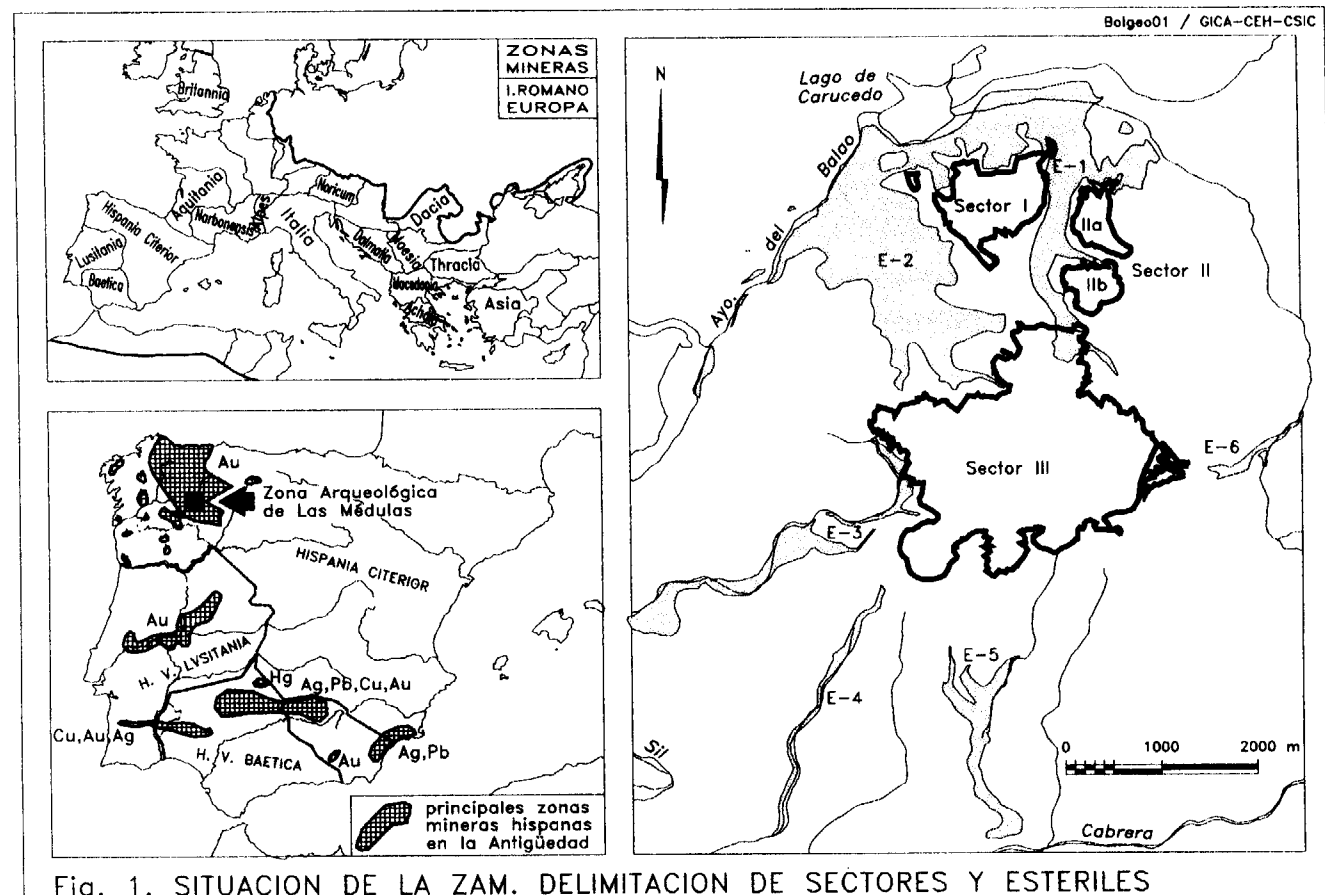 Bolgeo01 / GICA-CEH-CSIC
ZONAS
MINERAS
I.ROMANO
EUROPA
Britannia
Aquitania
Narbonensis
Alpes
Noricum
Dacia
Hispania Citerior
Lusitania
Baetica
Italia
Dalmatia
Moesia
Thracia
Macedonia
Achaia
Asia
Au
Zona Arqueológica
de Las Médulas
HISPANIA CITERIOR
Au
H. V. LVSITANIA
Hg
Ag,PB,Cu,Au
Cu,Au,Ag
H. V. BAETICA
Au
Ag,Pb
principales zonas
mineras hispanas
en la Antigüedad
N
Lago de
Carucedo
Ayo. del Balao
E-1
Sector I
IIa
Sector II
IIb
E-2
Sector III
E-6
E-3
E-5
E-4
Sil
0 1000 2000 m
Cabrera
Fig. 1. SITUACION DE LA ZAM. DELIMITACION DE SECTORES Y ESTERILES